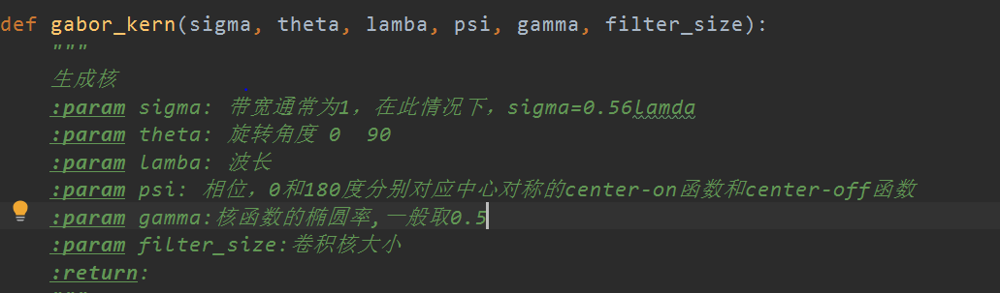 def gabor_kern(sigma, theta, lamba, psi, gamma, filter_size):
"""
生成核
:param sigma: 带宽通常为1，在此情况下，sigma=0.56lamda
:param theta: 旋转角度 0  90
:param lamba: 波长
:param psi: 相位，0和180度分别对应中心对称的center-on函数和center-off函数
:param gamma:核函数的椭圆率,一般取0.5
:param filter_size:卷积核大小
:return:
"""